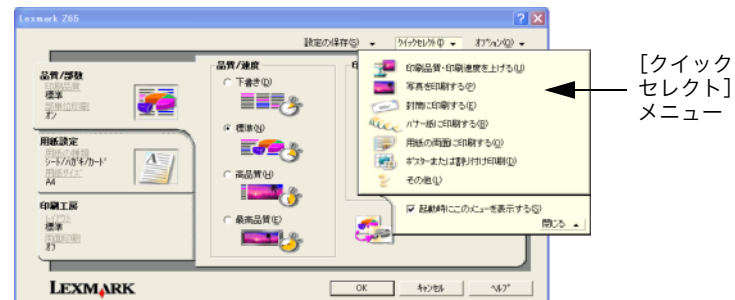 Lexmark Z65
設定の保存(S)
クイックセレクト(I)
オプション(O)
品質/部数
印刷品質
標準
部単位印刷
オン
用紙設定
用紙の種類
シート/ハガキ/カード
用紙サイズ
A4
印刷工房
レイアウト
標準
両面印刷
オフ
品質/速度
下書き(D)
標準(N)
高品質(H)
最高品質(E)
印刷品質・印刷速度を上げる(U)
写真を印刷する(P)
封筒に印刷する(E)
バナー紙に印刷する(B)
用紙の両面に印刷する(O)
ポスターまたは割り付け印刷(D)
その他(L)
起動時にこのメニューを表示する(S)
閉じる
[クイック
セレクト]
メニュー
LEXMARK
OK
キャンセル
ヘルプ